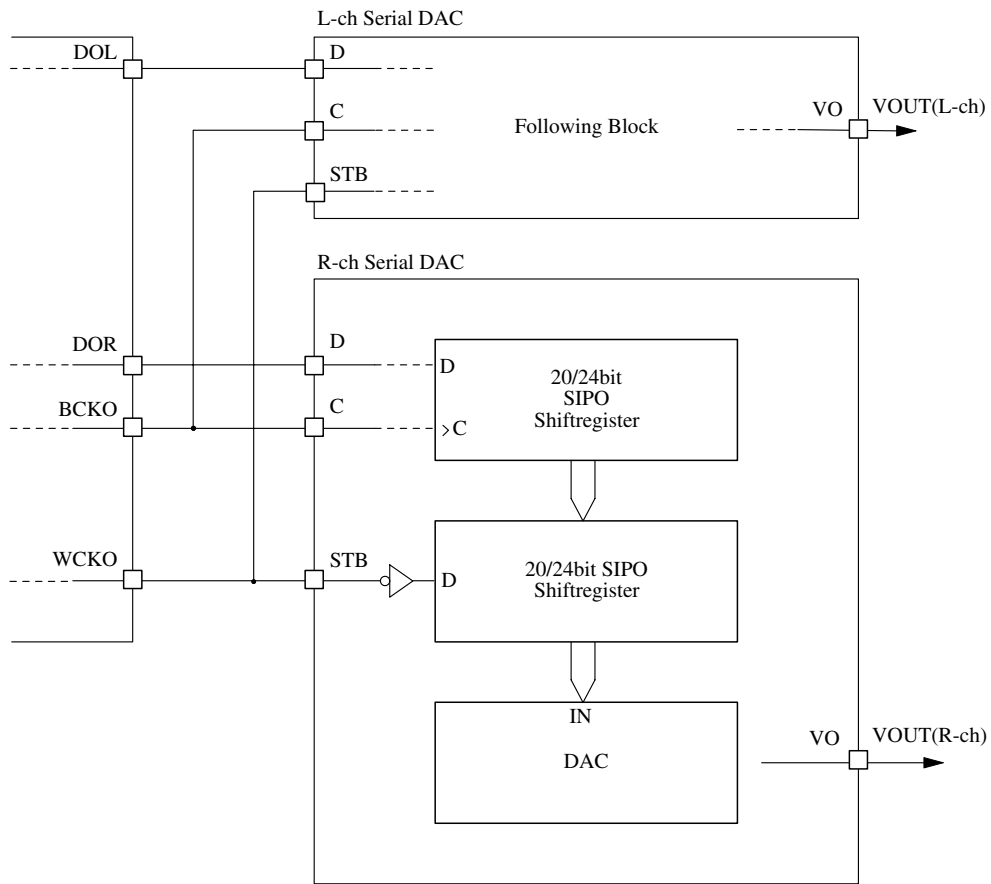 L-ch Serial DAC
DOL
D
C
Following Block
VO
VOUT(L-ch)
STB
R-ch Serial DAC
DOR
D
D
20/24bit
SIPO
Shiftregister
BCKO
C
C
WCKO
STB
D
20/24bit SIPO
Shiftregister
IN
DAC
VO
VOUT(R-ch)